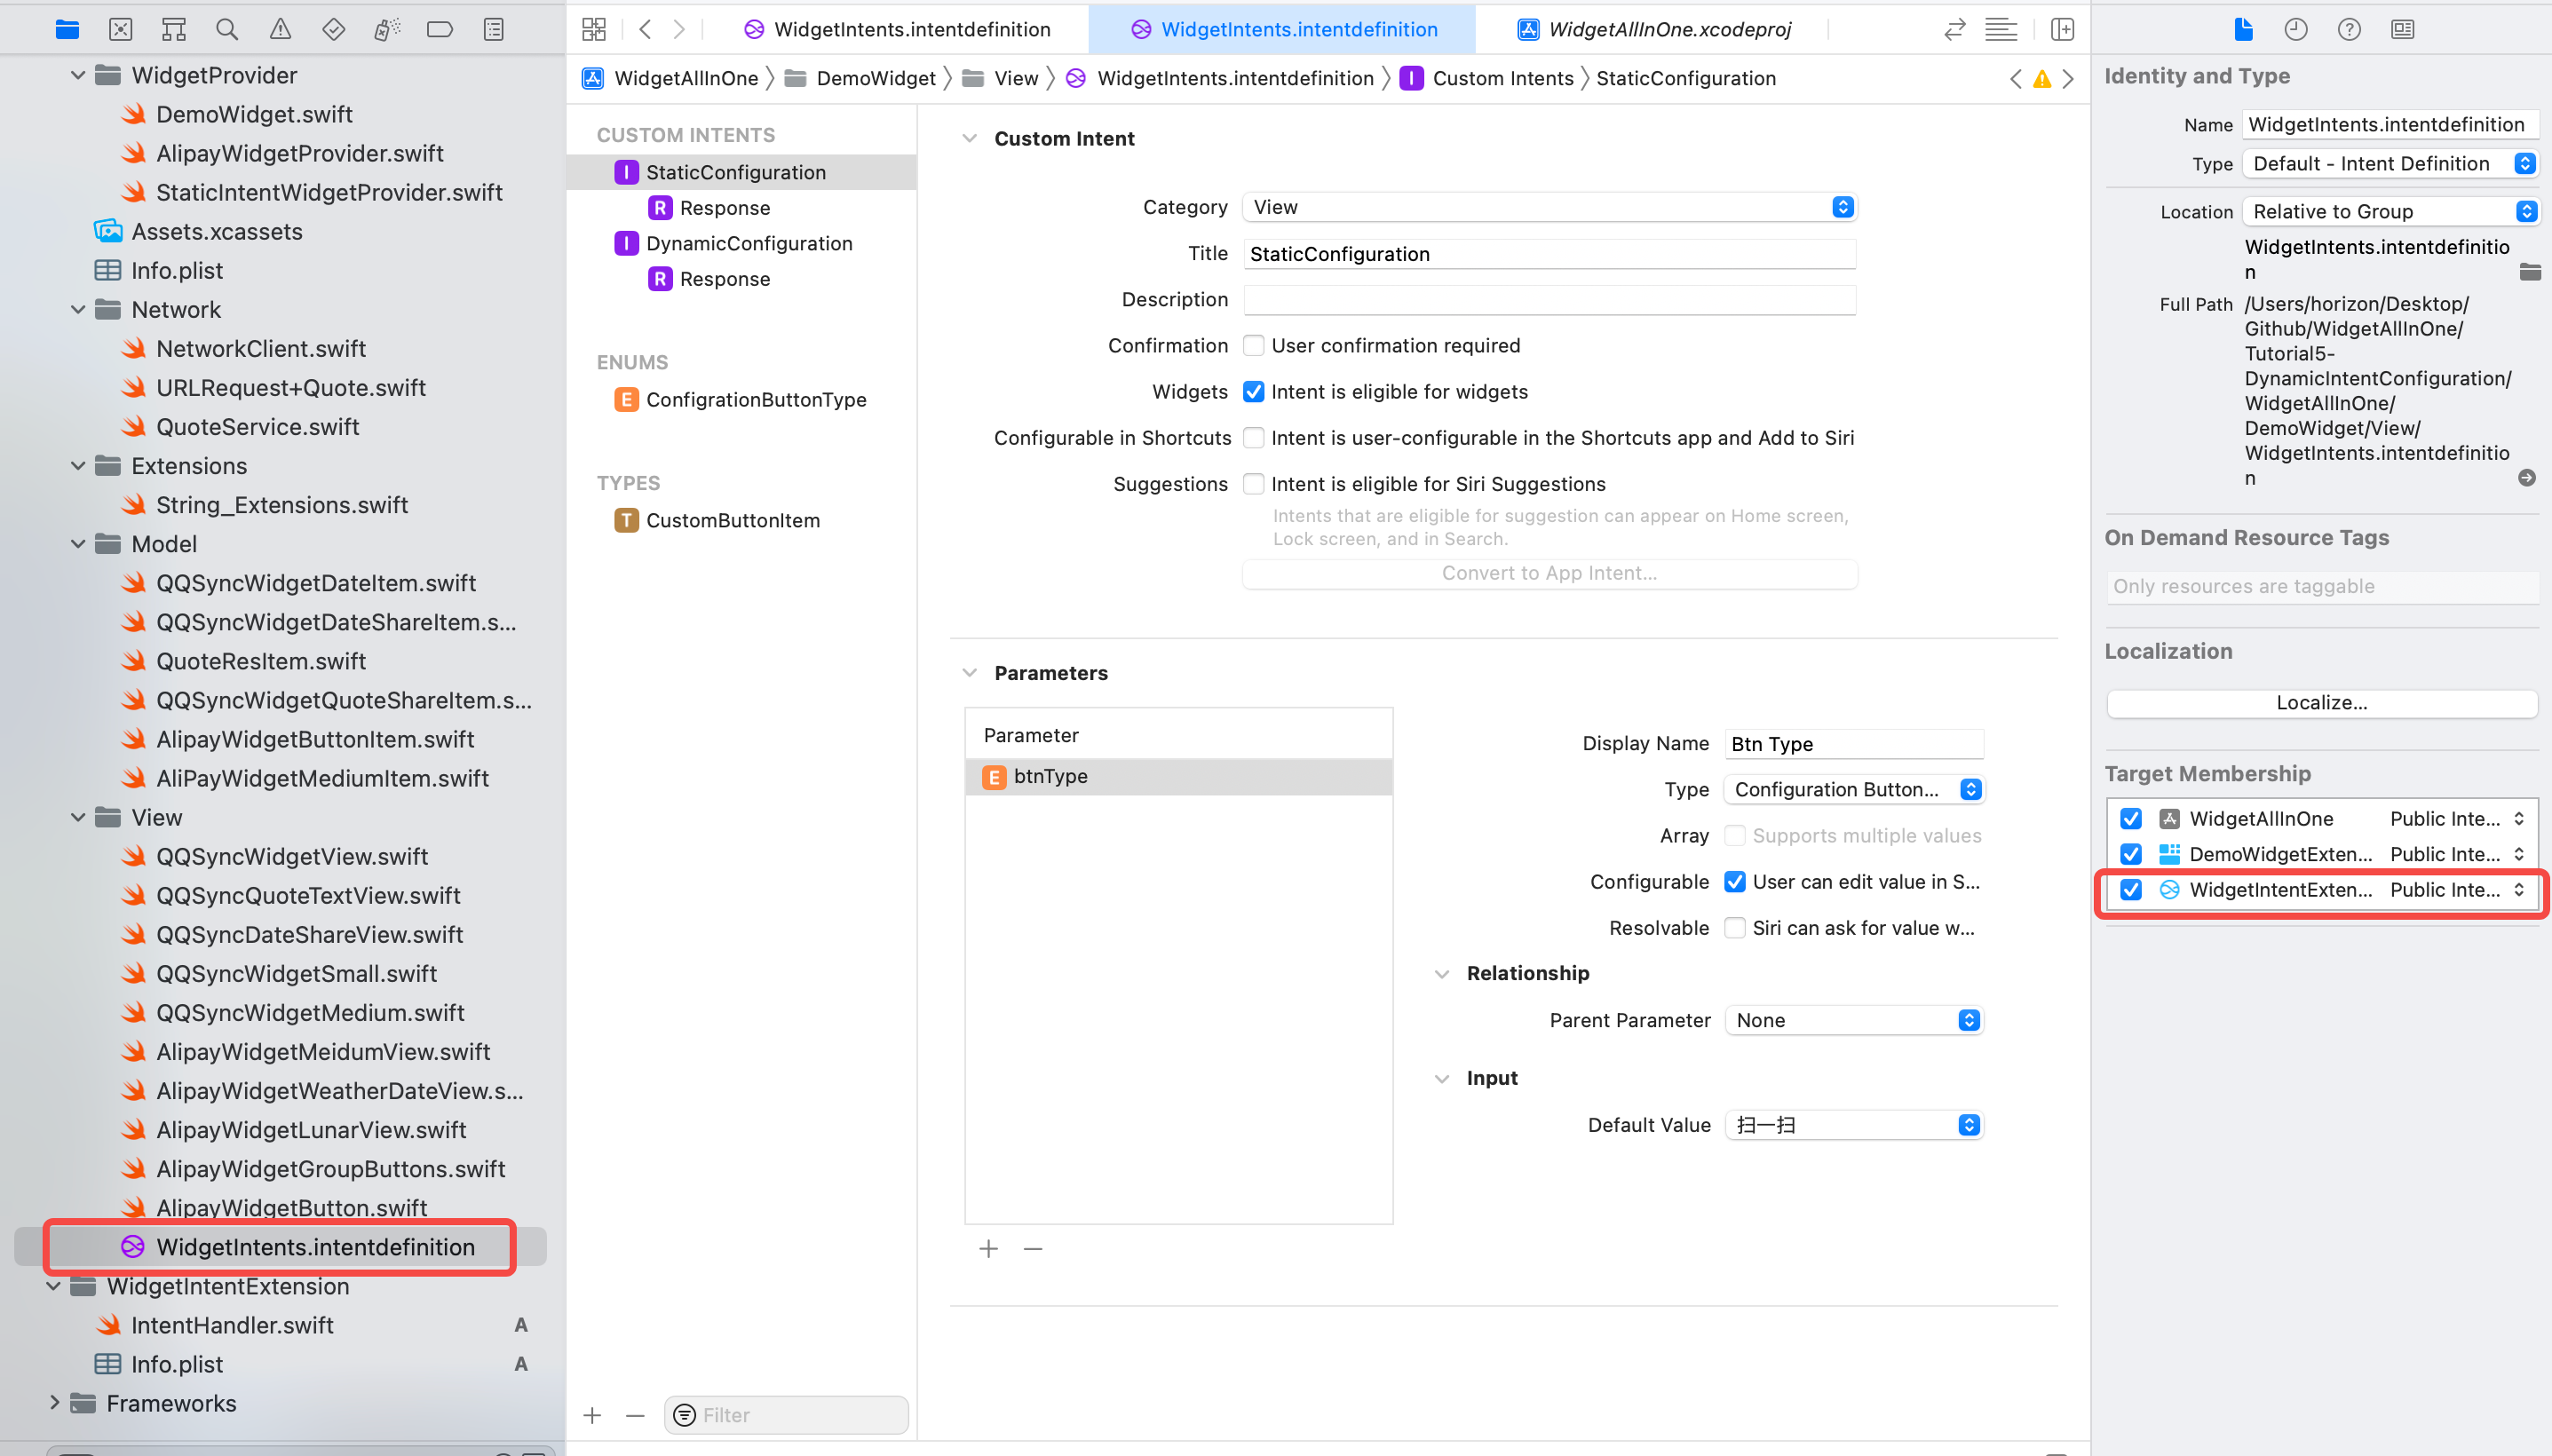 WidgetProvider
DemoWidget.swift
AlipayWidgetProvider.swift
StaticIntentWidgetProvider.swift
Assets.xcassets
Info.plist
Network
NetworkClient.swift
URLRequest+Quote.swift
QuoteService.swift
Extensions
String_Extensions.swift
Model
QQSyncWidgetDateItem.swift
QQSyncWidgetDateShareItem.s...
QuoteResItem.swift
QQSyncWidgetQuoteShareItem.s...
AlipayWidgetButtonItem.swift
AliPayWidgetMediumItem.swift
View
QQSyncWidgetView.swift
QQSyncQuoteTextView.swift
QQSyncDateShareView.swift
QQSyncWidgetSmall.swift
QQSyncWidgetMedium.swift
AlipayWidgetMeidumView.swift
AlipayWidgetWeatherDateView.s...
AlipayWidgetLunarView.swift
AlipayWidgetGroupButtons.swift
AlipayWidgetButton.swift
WidgetIntents.intentdefinition
WidgetIntentExtension
IntentHandler.swift A
Info.plist A
Frameworks
WidgetIntents.intentdefinition WidgetIntents.intentdefinition WidgetAllInOne.xcodeproj
WidgetAllInOne DemoWidget View WidgetIntents.intentdefinition I Custom Intents StaticConfiguration
CUSTOM INTENTS
I StaticConfiguration
R Response
I DynamicConfiguration
R Response
ENUMS
E ConfigrationButtonType
TYPES
T CustomButtonItem
Filter
Custom Intent
Category View
Title StaticConfiguration
Description
Confirmation User confirmation required
Widgets Intent is eligible for widgets
Configurable in Shortcuts Intent is user-configurable in the Shortcuts app and Add to Siri
Suggestions Intent is eligible for Siri Suggestions
Intents that are eligible for suggestion can appear on Home screen,
Lock screen, and in Search.
Convert to App Intent...
Parameters
Parameter
E btnType
Display Name Btn Type
Type Configuration Button...
Array Supports multiple values
Configurable User can edit value in S...
Resolvable Siri can ask for value w...
Relationship
Parent Parameter None
Input
Default Value 扫一扫
Identity and Type
Name WidgetIntents.intentdefinition
Type Default - Intent Definition
Location Relative to Group
WidgetIntents.intentdefinitio
n
Full Path /Users/horizon/Desktop/
Github/WidgetAllInOne/
Tutorial5-
DynamicIntentConfiguration/
WidgetAllInOne/
DemoWidget/View/
WidgetIntents.intentdefinitio
n
On Demand Resource Tags
Only resources are taggable
Localization
Localize...
Target Membership
WidgetAllInOne Public Inte...
DemoWidgetExten... Public Inte...
WidgetIntentExten... Public Inte...